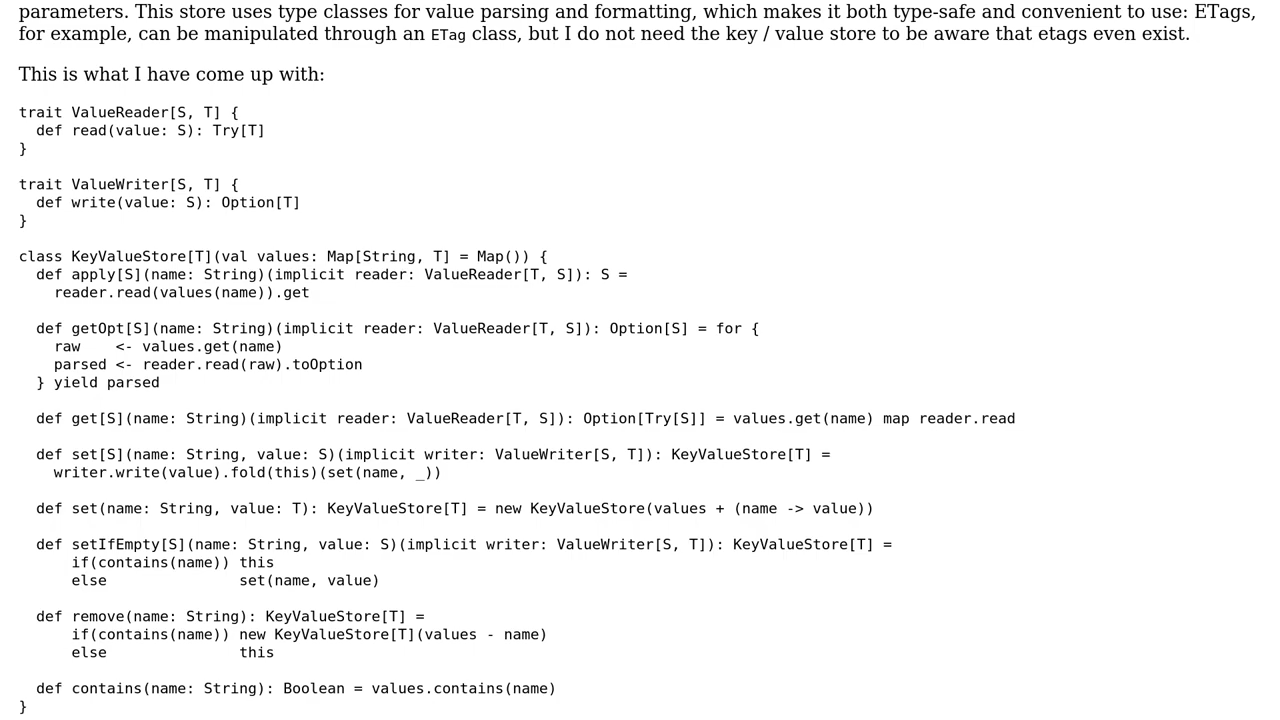 parameters. This store uses type classes for value parsing and formatting, which makes it both type-safe and convenient to use: ETags,
for example, can be manipulated through an ETag class, but I do not need the key / value store to be aware that etags even exist.
This is what I have come up with:
trait ValueReader[S, T] {
  def read(value: S): Try[T]
}
trait ValueWriter[S, T] {
  def write(value: S): Option[T]
}
class KeyValueStore[T](val values: Map[String, T] = Map()) {
  def apply[S](name: String)(implicit reader: ValueReader[T, S]): S =
    reader.read(values(name)).get
  def getOpt[S](name: String)(implicit reader: ValueReader[T, S]): Option[S] = for {
    raw    <- values.get(name)
    parsed <- reader.read(raw).toOption
  } yield parsed
  def get[S](name: String)(implicit reader: ValueReader[T, S]): Option[Try[S]] = values.get(name) map reader.read
  def set[S](name: String, value: S)(implicit writer: ValueWriter[S, T]): KeyValueStore[T] =
    writer.write(value).fold(this)(set(name, _))
  def set(name: String, value: T): KeyValueStore[T] = new KeyValueStore(values + (name -> value))
  def setIfEmpty[S](name: String, value: S)(implicit writer: ValueWriter[S, T]): KeyValueStore[T] =
      if(contains(name)) this
      else               set(name, value)
  def remove(name: String): KeyValueStore[T] =
      if(contains(name)) new KeyValueStore[T](values - name)
      else               this
  def contains(name: String): Boolean = values.contains(name)
}